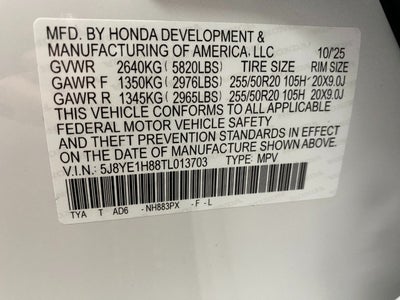 MFD. BY HONDA DEVELOPMENT &
MANUFACTURING OF AMERICA, LLC 10/'25
GVWR 2640KG (5820LBS) TIRE SIZE RIM SIZE
GAWR F 1350KG (2976LBS) 255/50R20 105H 20X9.0J
GAWR R 1345KG (2965LBS) 255/50R20 105H 20X9.0J
THIS VEHICLE CONFORMS TO ALL APPLICABLE
FEDERAL MOTOR VEHICLE SAFETY, BUMPER,
AND THEFT PREVENTION STANDARDS IN EFFECT
ON THE DATE OF MANUFACTURE SHOWN ABOVE.
V.I.N.: 5J8YE1H88TL013703 TYPE: MPV
TYA T AD6 - NH883PX - F - L